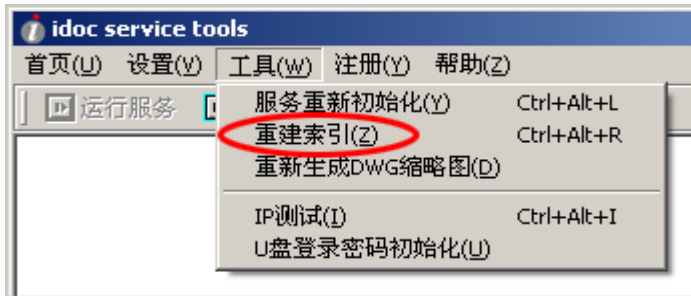 idoc service tools
首页(U) 设置(V) 工具(W) 注册(Y) 帮助(Z)
运行服务
服务重新初始化(Y) Ctrl+Alt+L
重建索引(Z) Ctrl+Alt+R
重新生成DWG缩略图(D)
IP测试(I) Ctrl+Alt+I
U盘登录密码初始化(U)